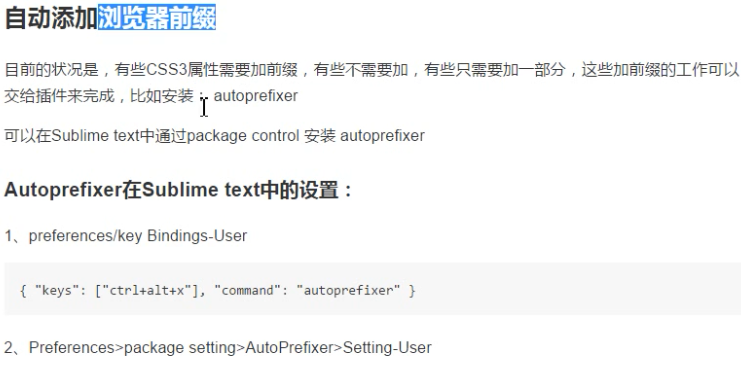 自动添加浏览器前缀
目前的状况是，有些CSS3属性需要加前缀，有些不需要加，有些只需要加一部分，这些加前缀的工作可以
交给插件来完成，比如安装： autoprefixer
可以在Sublime text中通过package control 安装 autoprefixer
Autoprefixer在Sublime text中的设置：
1、preferences/key Bindings-User
{ "keys": ["ctrl+alt+x"], "command": "autoprefixer" }
2、Preferences>package setting>AutoPrefixer>Setting-User